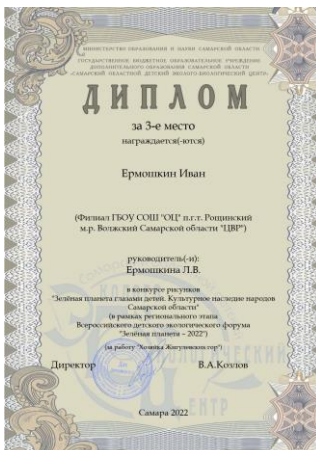 МИНИСТЕРСТВО ОБРАЗОВАНИЯ И НАУКИ САМАРСКОЙ ОБЛАСТИ
ГОСУДАРСТВЕННОЕ БЮДЖЕТНОЕ ОБРАЗОВАТЕЛЬНОЕ УЧРЕЖДЕНИЕ
ДОПОЛНИТЕЛЬНОГО ОБРАЗОВАНИЯ САМАРСКОЙ ОБЛАСТИ
«САМАРСКИЙ ОБЛАСТНОЙ ДЕТСКИЙ ЭКОЛОГО-БИОЛОГИЧЕСКИЙ ЦЕНТР»
ДИПЛОМ
за 3-е место
награждается(-ются)
Ермошкин Иван
(Филиал ГБОУ СОШ "ОЦ" п.г.т. Рощинский
м.р. Волжский Самарской области "ЦВР")
руководитель(-и):
Ермошкина Л.В.
в конкурсе рисунков
"Зелёная планета глазами детей. Культурное наследие народов
Самарской области"
(в рамках регионального этапа
Всероссийского детского экологического форума
"Зелёная планета – 2022")
(за работу "Хозяйка Жигулевских гор")
Директор В.А.Козлов
Самара 2022